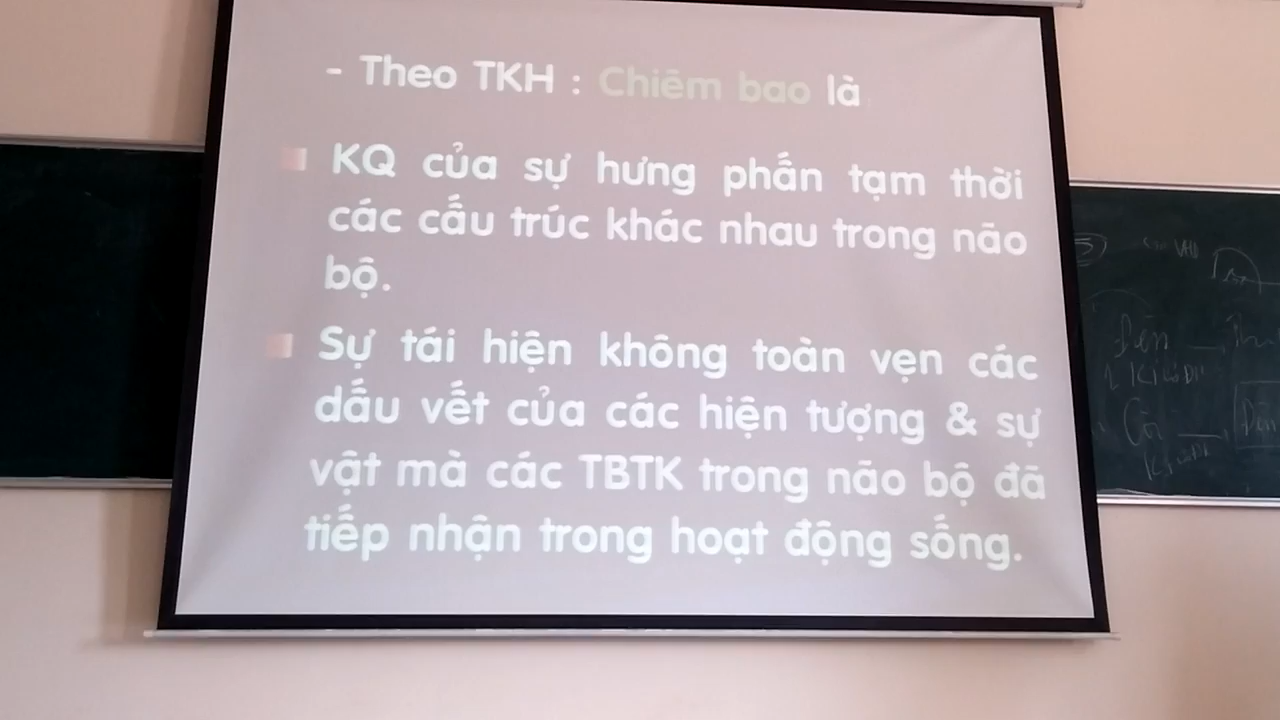 - Theo TKH : Chiêm bao là
KQ của sự hưng phấn tạm thời
các cấu trúc khác nhau trong não
bộ.
Sự tái hiện không toàn vẹn các
dấu vết của các hiện tượng & sự
vật mà các TBTK trong não bộ đã
tiếp nhận trong hoạt động sống.
Đèn